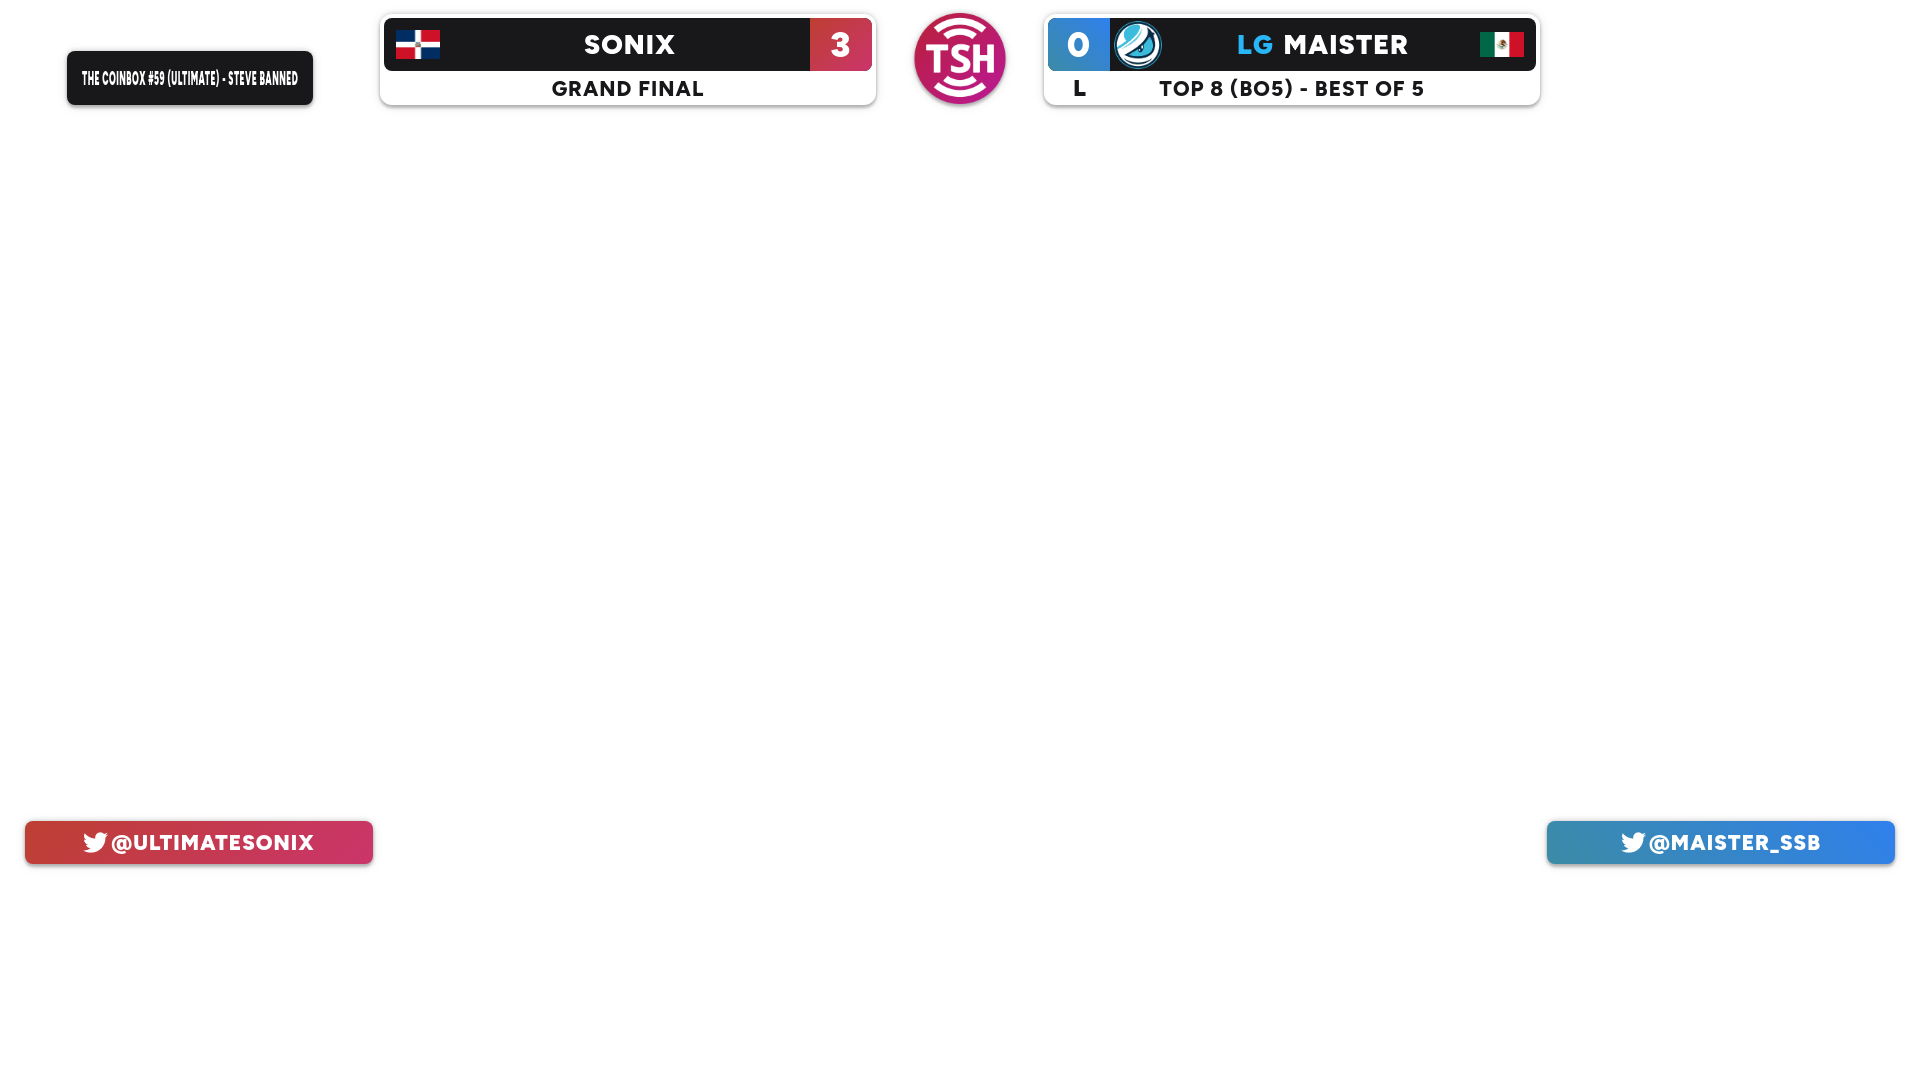 THE COINBOX #59 (ULTIMATE) - STEVE BANNED
SONIX 3
GRAND FINAL
TSH
0 LG MAISTER
L TOP 8 (BO5) - BEST OF 5
@ULTIMATESONIX
@MAISTER_SSB